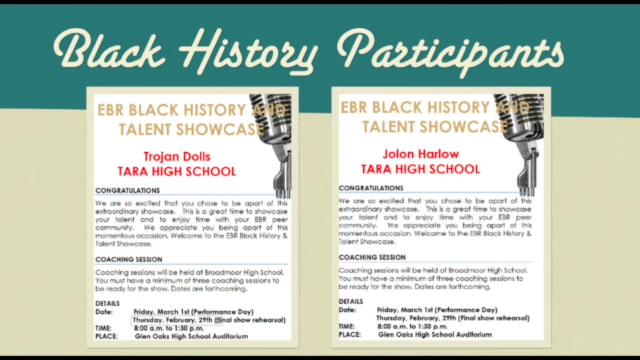 Black History Participants
EBR BLACK HISTORY AND
TALENT SHOWCASE
Trojan Dolls
TARA HIGH SCHOOL
CONGRATULATIONS
We are so excited that you chose to be apart of this
extraordinary showcase. This is a great time to showcase
your talent and to enjoy time with your EBR peer
community. We appreciate you being apart of this
momentous occasion. Welcome to the EBR Black History &
Talent Showcase.
COACHING SESSION
Coaching sessions will be held at Broadmoor High School.
You must have a minimum of three coaching sessions to
be ready for the show. Dates are forthcoming.
DETAILS
Date: Friday, March 1st (Performance Day)
Thursday, February, 29th (Final show rehearsal)
TIME: 8:00 a.m. to 1:30 p.m.
PLACE: Glen Oaks High School Auditorium
EBR BLACK HISTORY AND
TALENT SHOWCASE
Jolon Harlow
TARA HIGH SCHOOL
CONGRATULATIONS
We are so excited that you chose to be apart of this
extraordinary showcase. This is a great time to showcase
your talent and to enjoy time with your EBR peer
community. We appreciate you being apart of this
momentous occasion. Welcome to the EBR Black History &
Talent Showcase.
COACHING SESSION
Coaching sessions will be held at Broadmoor High School.
You must have a minimum of three coaching sessions to
be ready for the show. Dates are forthcoming.
DETAILS
Date: Friday, March 1st (Performance Day)
Thursday, February, 29th (Final show rehearsal)
TIME: 8:00 a.m. to 1:30 p.m.
PLACE: Glen Oaks High School Auditorium